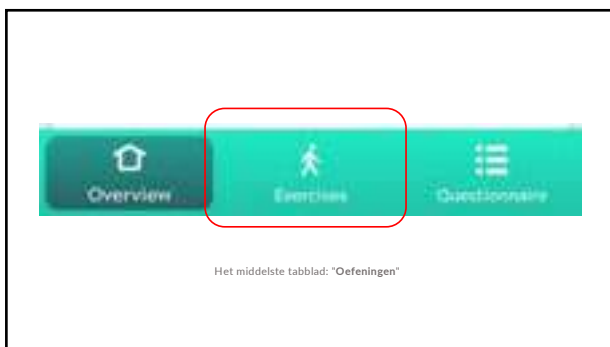 Overview
Exercises
Questionnaire
Het middelste tabblad: "Oefeningen"